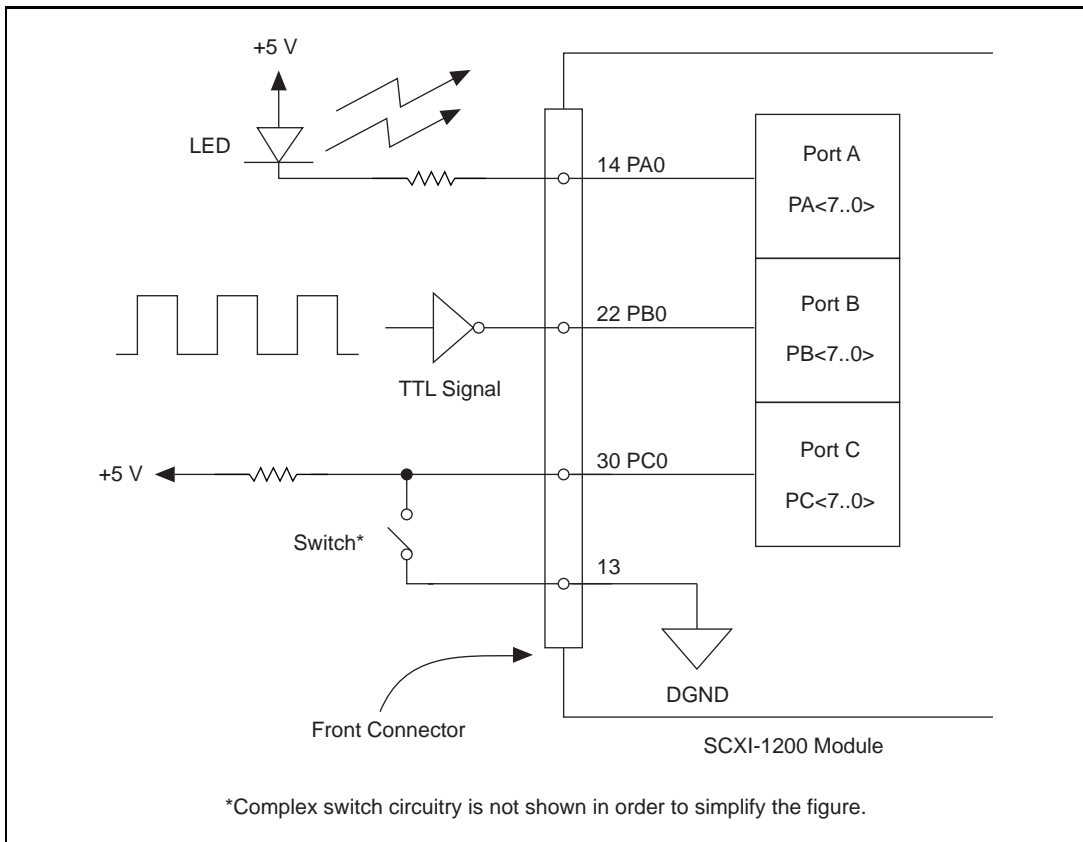 +5 V
LED
14 PA0
Port A
PA<7..0>
22 PB0
Port B
PB<7..0>
TTL Signal
+5 V
30 PC0
Port C
PC<7..0>
Switch*
13
DGND
Front Connector
SCXI-1200 Module
*Complex switch circuitry is not shown in order to simplify the figure.